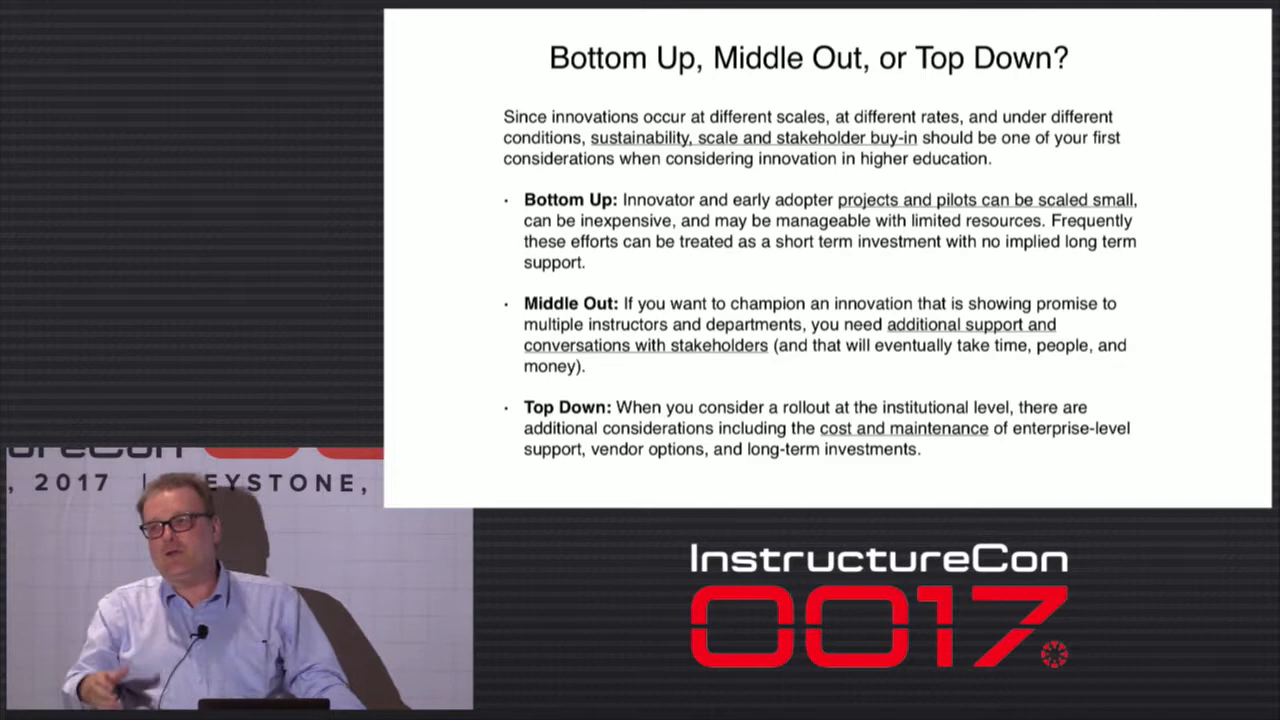 Bottom Up, Middle Out, or Top Down?
Since innovations occur at different scales, at different rates, and under different
conditions, sustainability, scale and stakeholder buy-in should be one of your first
considerations when considering innovation in higher education.
· Bottom Up: Innovator and early adopter projects and pilots can be scaled small,
can be inexpensive, and may be manageable with limited resources. Frequently
these efforts can be treated as a short term investment with no implied long term
support.
· Middle Out: If you want to champion an innovation that is showing promise to
multiple instructors and departments, you need additional support and
conversations with stakeholders (and that will eventually take time, people, and
money).
· Top Down: When you consider a rollout at the institutional level, there are
additional considerations including the cost and maintenance of enterprise-level
support, vendor options, and long-term investments.
, 2017 | EYSTONE,
InstructureCon
0017